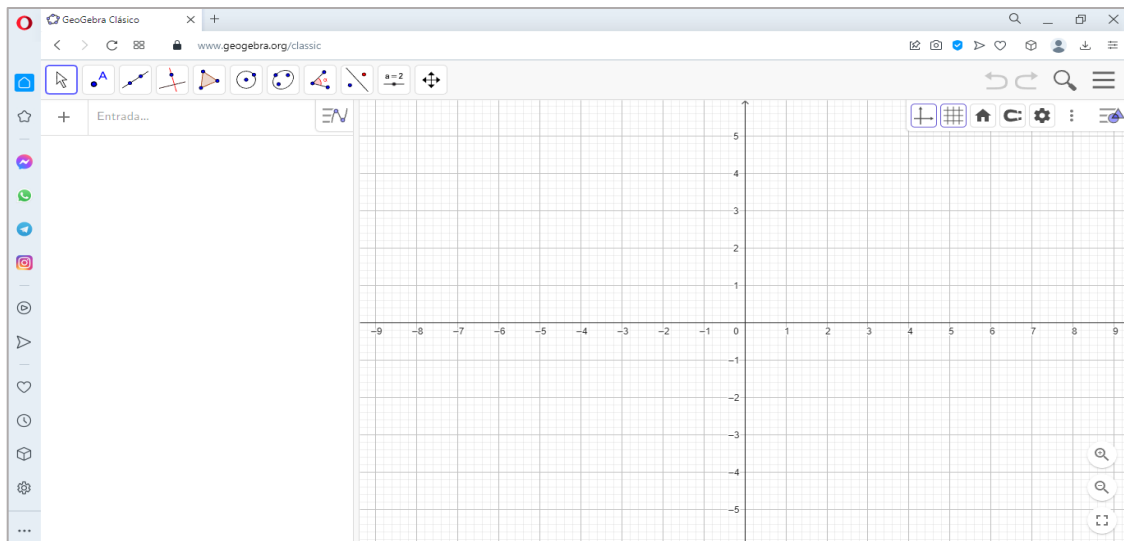 GeoGebra Clásico
www.geogebra.org/classic
A
a=2
Entrada...
5
4
3
2
1
−9 −8 −7 −6 −5 −4 −3 −2 −1 0 1 2 3 4 5 6 7 8 9
−1
−2
−3
−4
−5